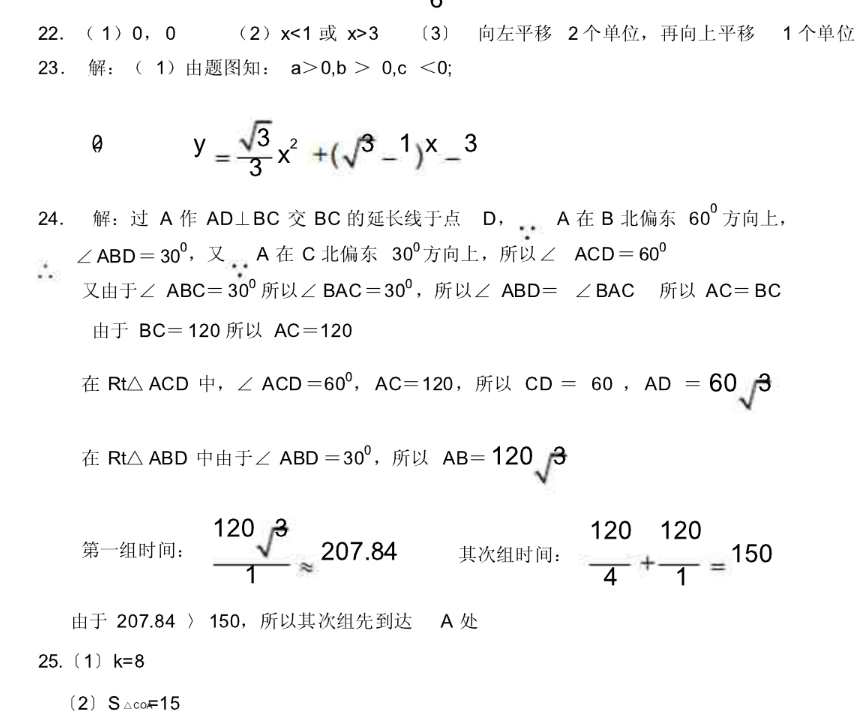 6
22. （ 1）0，0 （2）x<1 或 x>3 〔3〕 向左平移 2 个单位，再向上平移 1 个单位
23. 解：（ 1）由题图知： a＞0,b ＞ 0,c ＜0;
y = √3/3 x² +(√3 − 1)x − 3
24. 解：过 A 作 AD⊥BC 交 BC 的延长线于点 D， ∵ A 在 B 北偏东 60⁰ 方向上，
∴ ∠ ABD＝30⁰，又 ∵ A 在 C 北偏东 30⁰方向上，所以∠ ACD＝60⁰
又由于∠ ABC＝30⁰ 所以∠ BAC＝30⁰，所以∠ ABD＝ ∠ BAC 所以 AC＝BC
由于 BC＝120 所以 AC＝120
在 Rt△ ACD 中，∠ ACD＝60⁰，AC＝120，所以 CD ＝ 60 ，AD ＝ 60√3
在 Rt△ ABD 中由于∠ ABD＝30⁰，所以 AB＝120√3
第一组时间： 120√3/1 ≈ 207.84 其次组时间： 120/4 + 120/1 = 150
由于 207.84 〉 150，所以其次组先到达 A 处
25.〔1〕k=8
〔2〕S△COA=15